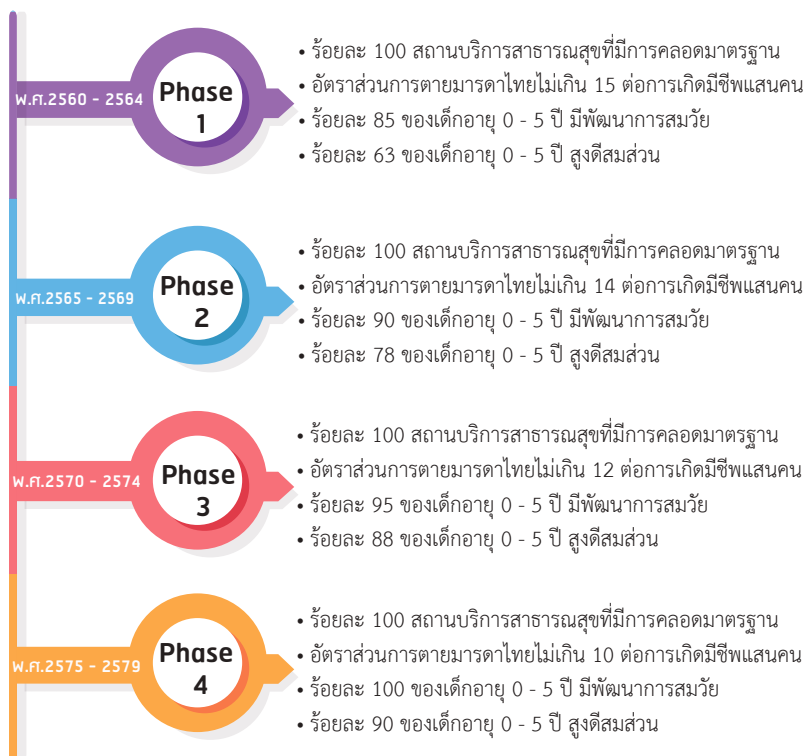 พ.ศ.2560 - 2564
Phase
1
• ร้อยละ 100 สถานบริการสาธารณสุขที่มีการคลอดมาตรฐาน
• อัตราส่วนการตายมารดาไทยไม่เกิน 15 ต่อการเกิดมีชีพแสนคน
• ร้อยละ 85 ของเด็กอายุ 0 - 5 ปี มีพัฒนาการสมวัย
• ร้อยละ 63 ของเด็กอายุ 0 - 5 ปี สูงดีสมส่วน
พ.ศ.2565 - 2569
Phase
2
• ร้อยละ 100 สถานบริการสาธารณสุขที่มีการคลอดมาตรฐาน
• อัตราส่วนการตายมารดาไทยไม่เกิน 14 ต่อการเกิดมีชีพแสนคน
• ร้อยละ 90 ของเด็กอายุ 0 - 5 ปี มีพัฒนาการสมวัย
• ร้อยละ 78 ของเด็กอายุ 0 - 5 ปี สูงดีสมส่วน
พ.ศ.2570 - 2574
Phase
3
• ร้อยละ 100 สถานบริการสาธารณสุขที่มีการคลอดมาตรฐาน
• อัตราส่วนการตายมารดาไทยไม่เกิน 12 ต่อการเกิดมีชีพแสนคน
• ร้อยละ 95 ของเด็กอายุ 0 - 5 ปี มีพัฒนาการสมวัย
• ร้อยละ 88 ของเด็กอายุ 0 - 5 ปี สูงดีสมส่วน
พ.ศ.2575 - 2579
Phase
4
• ร้อยละ 100 สถานบริการสาธารณสุขที่มีการคลอดมาตรฐาน
• อัตราส่วนการตายมารดาไทยไม่เกิน 10 ต่อการเกิดมีชีพแสนคน
• ร้อยละ 100 ของเด็กอายุ 0 - 5 ปี มีพัฒนาการสมวัย
• ร้อยละ 90 ของเด็กอายุ 0 - 5 ปี สูงดีสมส่วน